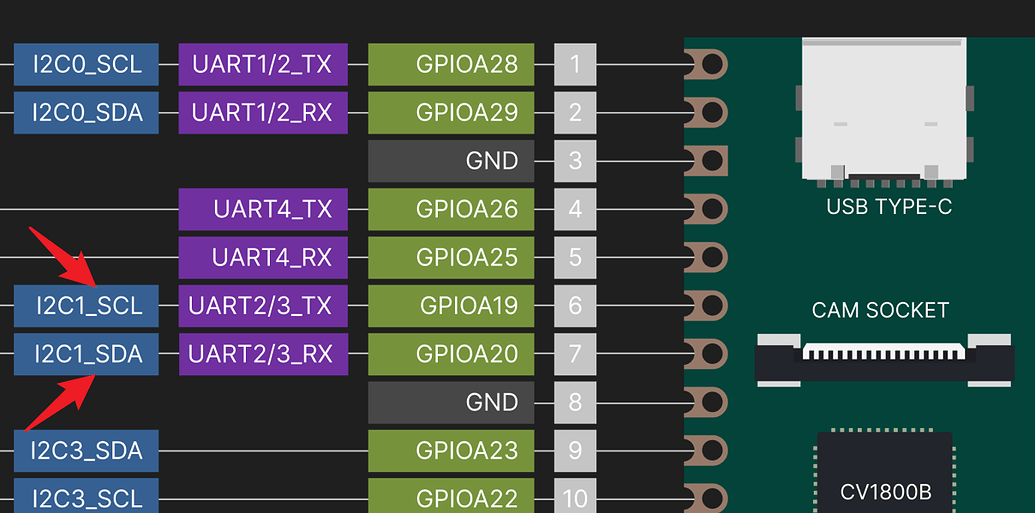 I2C0_SCL UART1/2_TX GPIOA28 1
I2C0_SDA UART1/2_RX GPIOA29 2
GND 3
UART4_TX GPIOA26 4
UART4_RX GPIOA25 5
I2C1_SCL UART2/3_TX GPIOA19 6
I2C1_SDA UART2/3_RX GPIOA20 7
GND 8
I2C3_SDA GPIOA23 9
I2C3_SCL GPIOA22 10
USB TYPE-C
CAM SOCKET
CV1800B